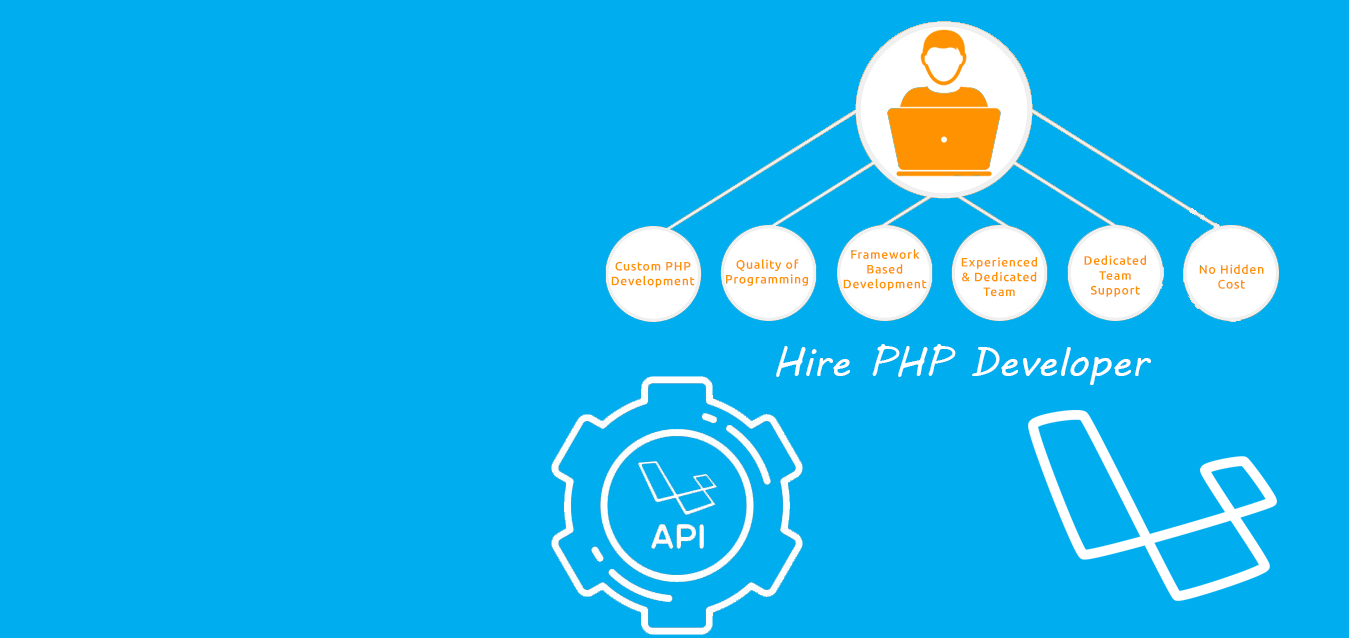 Custom PHP
Development
Quality of
Programming
Framework
Based
Development
Experienced
& Dedicated
Team
Dedicated
Team
Support
No Hidden
Cost
Hire PHP Developer
API